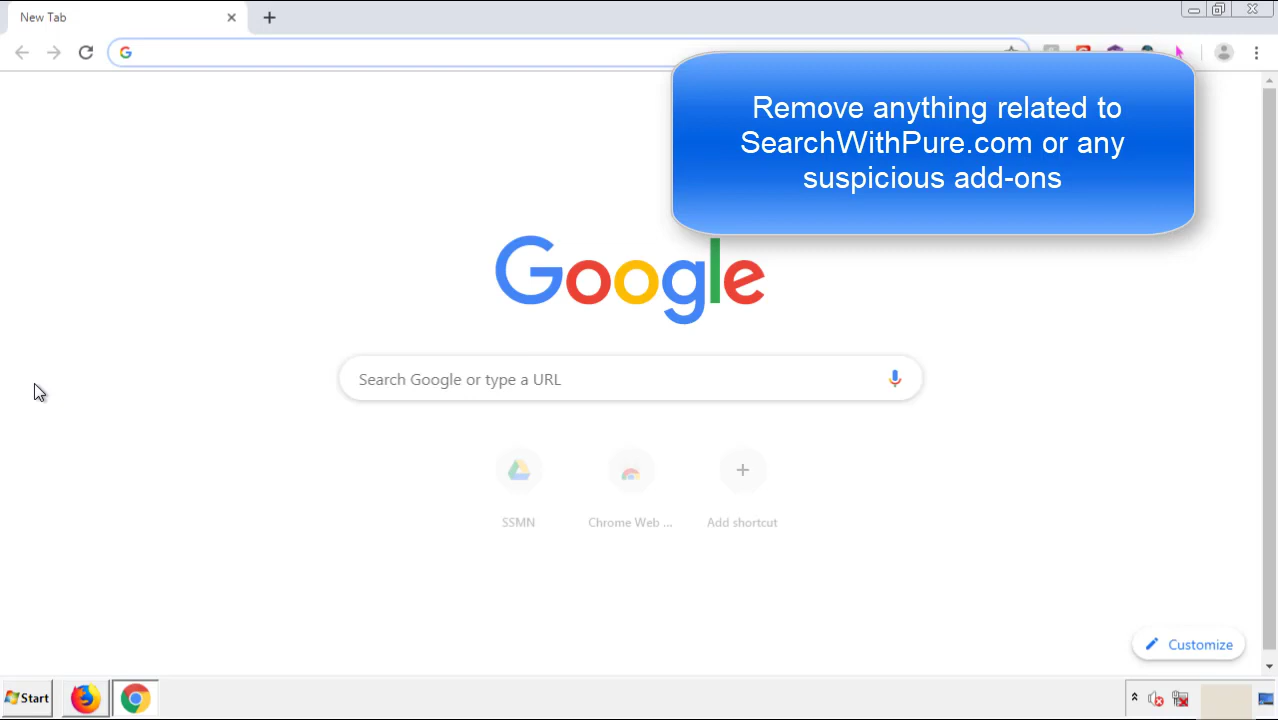 New Tab
Remove anything related to
SearchWithPure.com or any
suspicious add-ons
Google
Search Google or type a URL
SSMN
Chrome Web ...
Add shortcut
Customize
Start